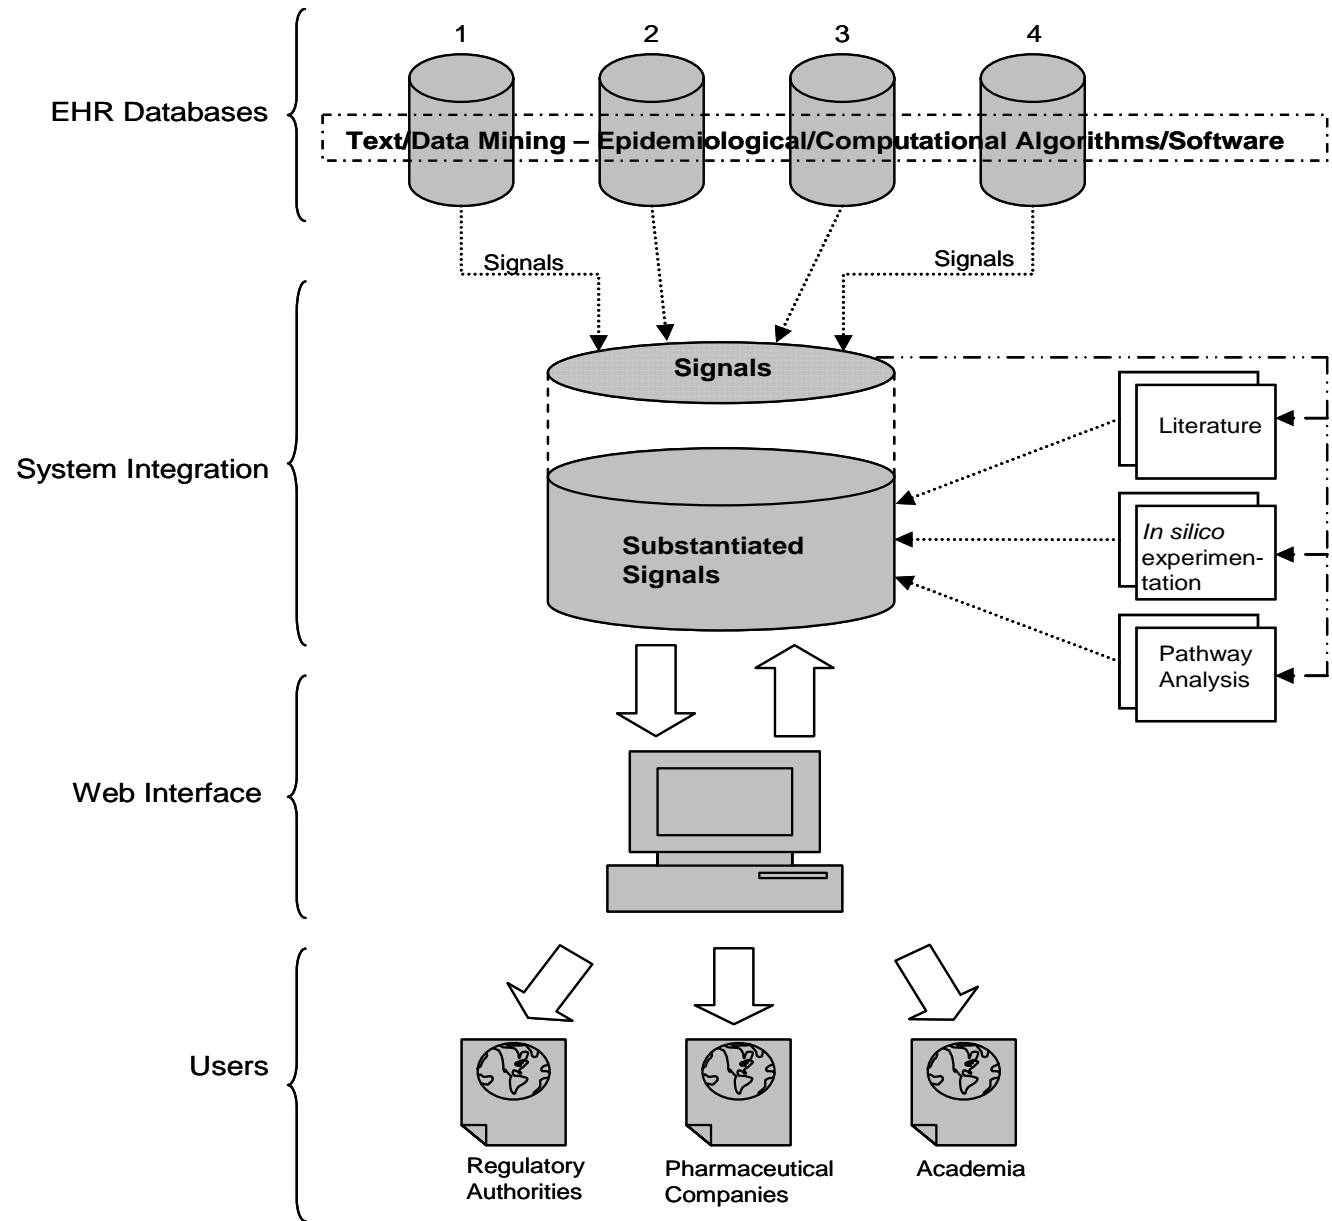 1
2
3
4
EHR Databases
Text/Data Mining – Epidemiological/Computational Algorithms/Software
Signals
Signals
Signals
System Integration
Literature
In silico
experimen-
tation
Substantiated
Signals
Pathway
Analysis
Web Interface
Users
Regulatory
Authorities
Pharmaceutical
Companies
Academia